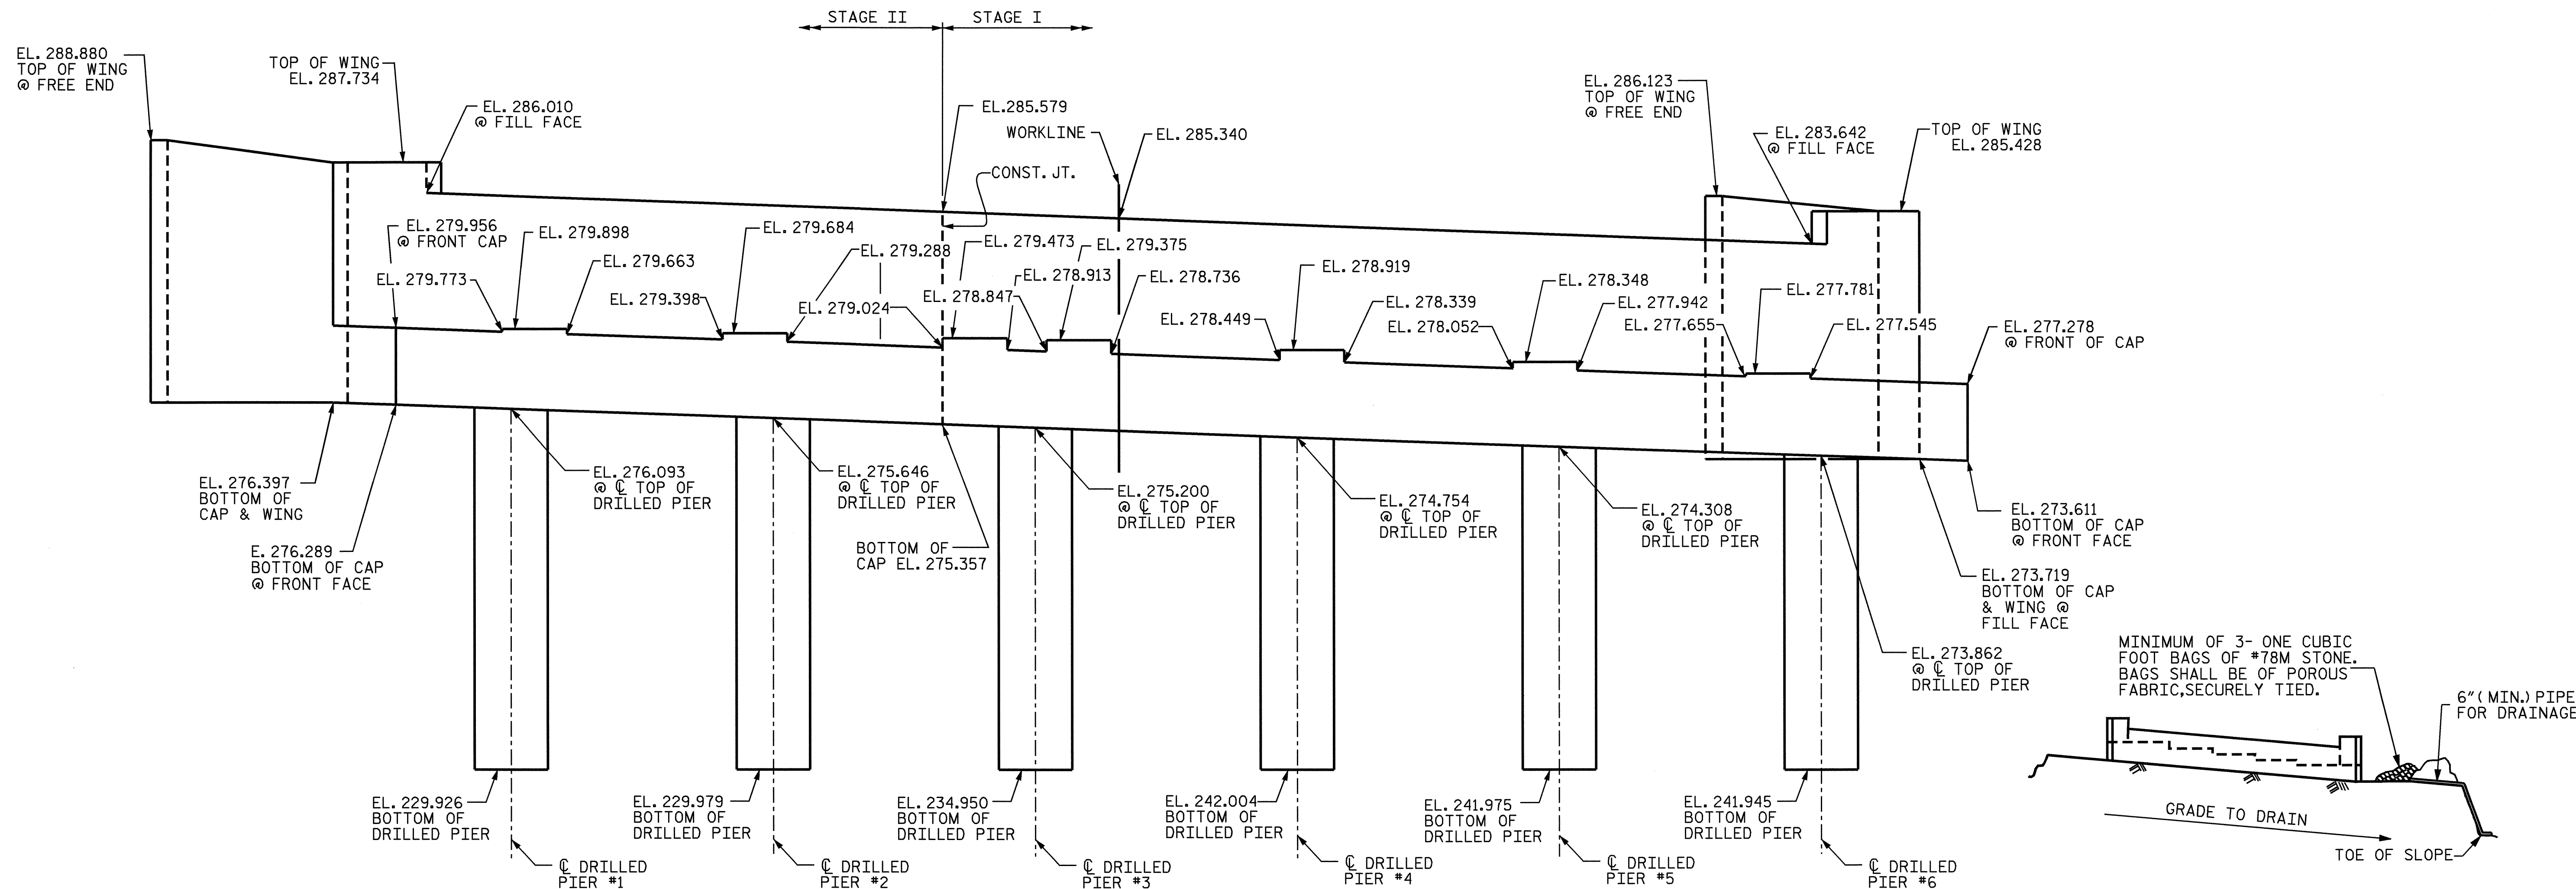 STAGE II
STAGE I
EL. 288.880
TOP OF WING
@ FREE END
TOP OF WING
EL. 287.734
EL. 286.010
@ FILL FACE
EL. 285.579
WORKLINE
EL. 285.340
CONST. JT.
EL. 286.123
TOP OF WING
@ FREE END
EL. 283.642
@ FILL FACE
TOP OF WING
EL. 285.428
EL. 279.956
@ FRONT CAP
EL. 279.898
EL. 279.773
EL. 279.663
EL. 279.684
EL. 279.398
EL. 279.288
EL. 279.024
EL. 279.473
EL. 278.913
EL. 278.847
EL. 279.375
EL. 278.736
EL. 278.919
EL. 278.449
EL. 278.339
EL. 278.348
EL. 278.052
EL. 277.942
EL. 277.781
EL. 277.655
EL. 277.545
EL. 277.278
@ FRONT OF CAP
EL. 276.397
BOTTOM OF
CAP & WING
E. 276.289
BOTTOM OF CAP
@ FRONT FACE
EL. 276.093
@ ℄ TOP OF
DRILLED PIER
EL. 275.646
@ ℄ TOP OF
DRILLED PIER
BOTTOM OF
CAP EL. 275.357
EL. 275.200
@ ℄ TOP OF
DRILLED PIER
EL. 274.754
@ ℄ TOP OF
DRILLED PIER
EL. 274.308
@ ℄ TOP OF
DRILLED PIER
EL. 273.611
BOTTOM OF CAP
@ FRONT FACE
EL. 273.719
BOTTOM OF CAP
& WING @
FILL FACE
EL. 273.862
@ ℄ TOP OF
DRILLED PIER
EL. 229.926
BOTTOM OF
DRILLED PIER
EL. 229.979
BOTTOM OF
DRILLED PIER
EL. 234.950
BOTTOM OF
DRILLED PIER
EL. 242.004
BOTTOM OF
DRILLED PIER
EL. 241.975
BOTTOM OF
DRILLED PIER
EL. 241.945
BOTTOM OF
DRILLED PIER
℄ DRILLED
PIER #1
℄ DRILLED
PIER #2
℄ DRILLED
PIER #3
℄ DRILLED
PIER #4
℄ DRILLED
PIER #5
℄ DRILLED
PIER #6
MINIMUM OF 3- ONE CUBIC
FOOT BAGS OF #78M STONE.
BAGS SHALL BE OF POROUS
FABRIC, SECURELY TIED.
6" (MIN.) PIPE
FOR DRAINAGE
GRADE TO DRAIN
TOE OF SLOPE